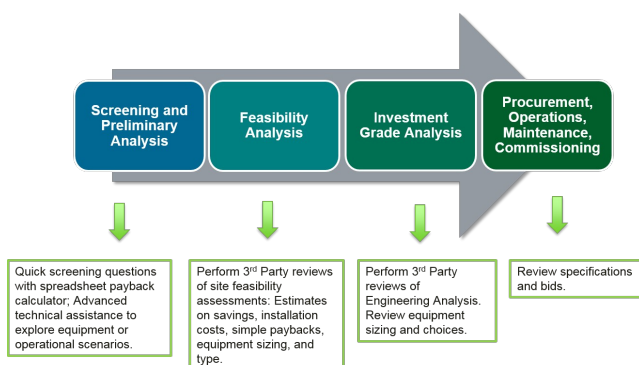 Screening and
Preliminary
Analysis
Feasibility
Analysis
Investment
Grade Analysis
Procurement,
Operations,
Maintenance,
Commissioning
Quick screening questions
with spreadsheet payback
calculator; Advanced
technical assistance to
explore equipment or
operational scenarios.
Perform 3rd Party reviews
of site feasibility
assessments: Estimates
on savings, installation
costs, simple paybacks,
equipment sizing, and
type.
Perform 3rd Party
reviews of
Engineering Analysis.
Review equipment
sizing and choices.
Review specifications
and bids.